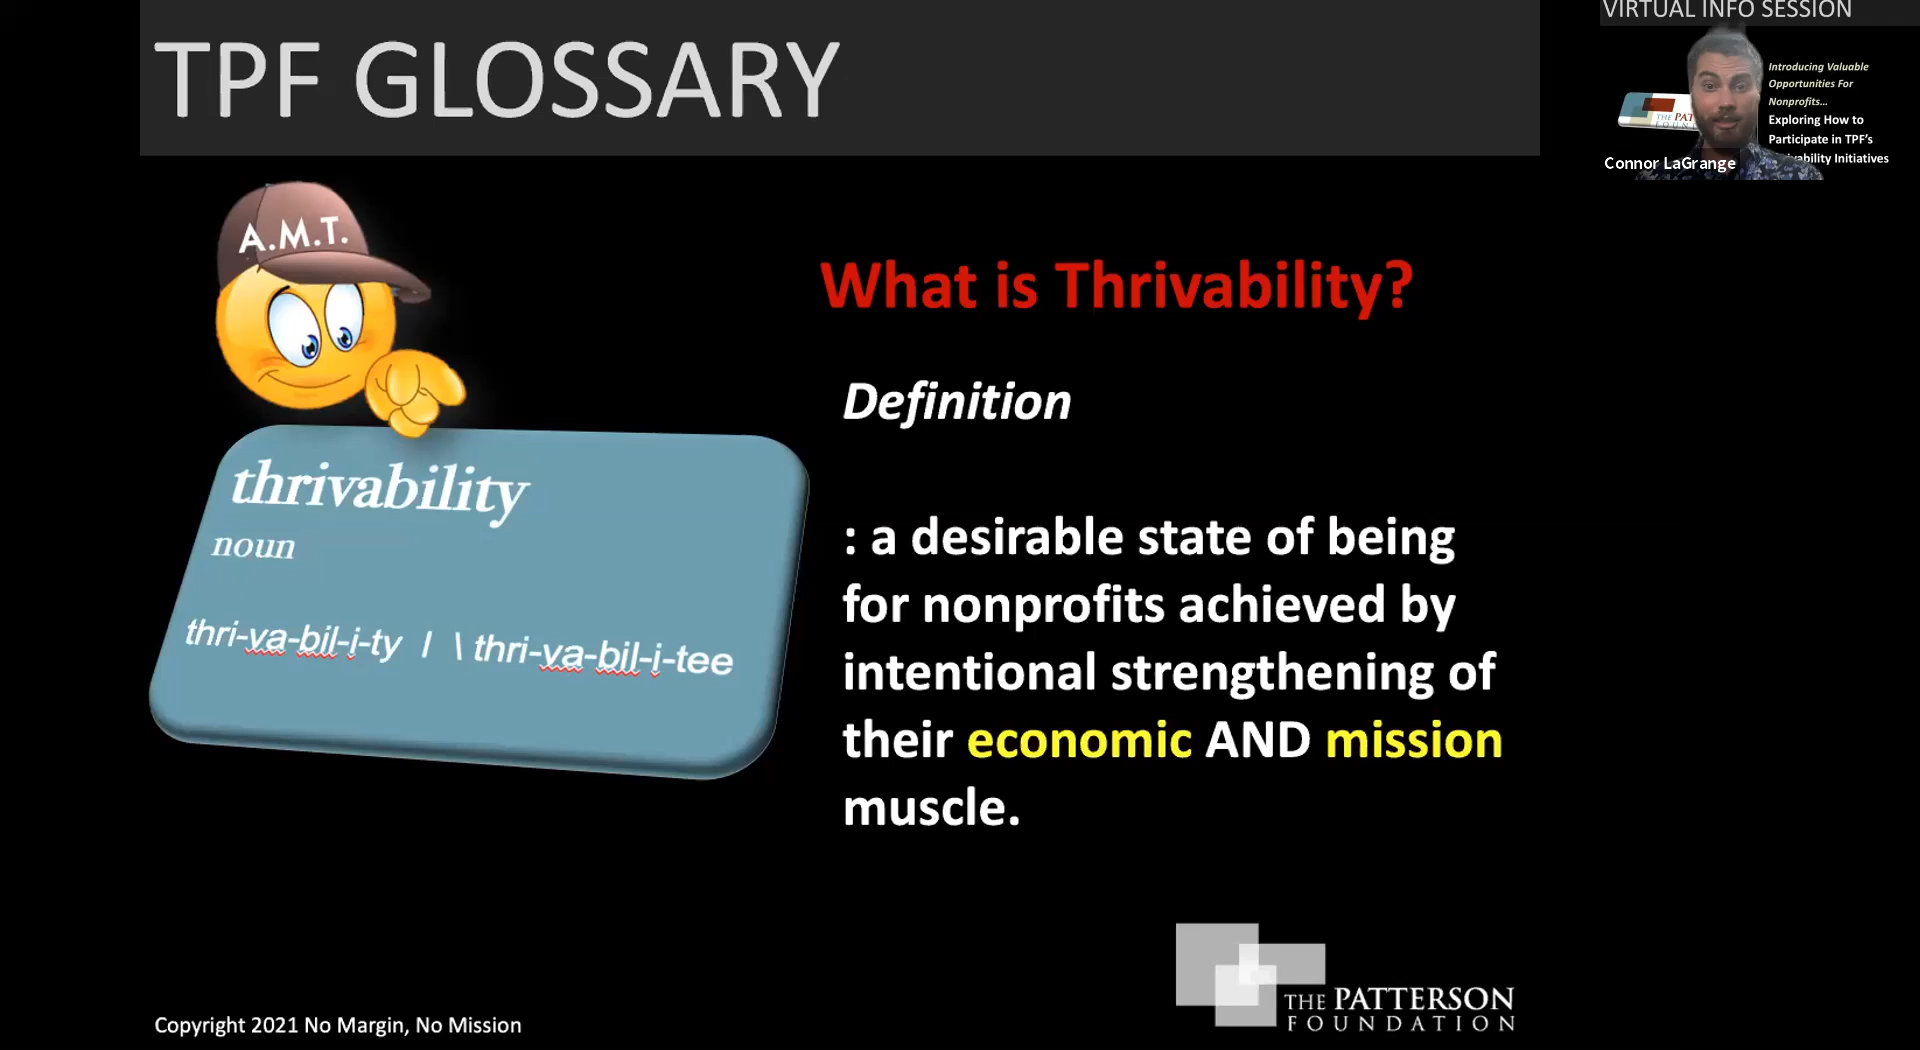 TPF GLOSSARY
VIRTUAL INFO SESSION
Introducing Valuable
Opportunities For
Nonprofits...
Exploring How to
Participate in TPF's
Initiatives
THE
Connor LaGrange
A.M.T.
What is Thrivability?
Definition
thrivability
noun
thri-va-bil-i-ty I \ thri-va-bil-i-tee
: a desirable state of being
for nonprofits achieved by
intentional strengthening of
their economic AND mission
muscle.
THE PATTERSON
FOUNDATION
Copyright 2021 No Margin, No Mission